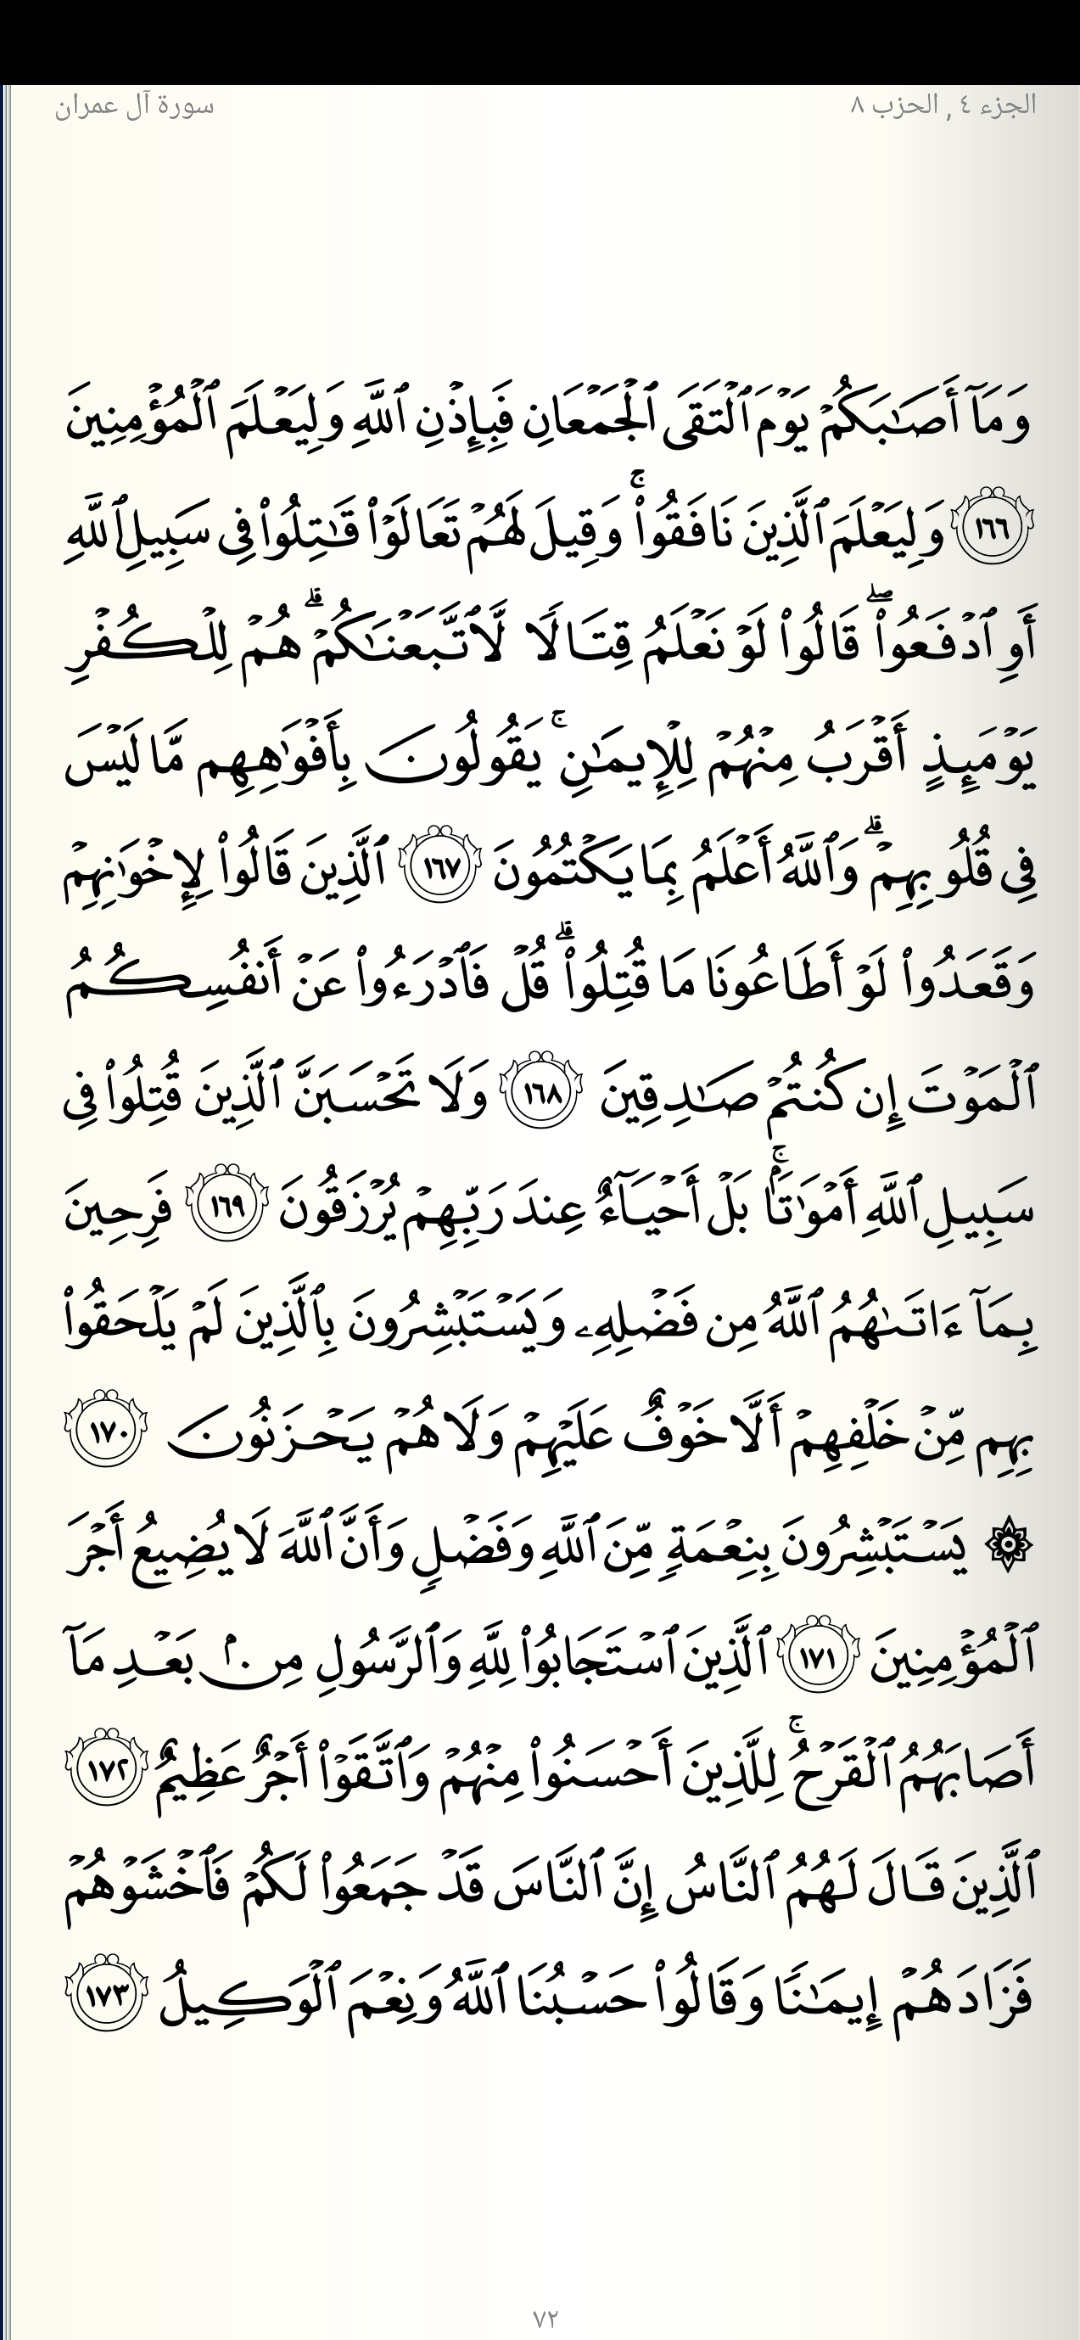 الجزء ٤ , الحزب ٨
سورة آل عمران
وَمَآ أَصَـٰبَكُمۡ يَوۡمَ ٱلۡتَقَى ٱلۡجَمۡعَانِ فَبِإِذۡنِ ٱللَّهِ وَلِيَعۡلَمَ ٱلۡمُؤۡمِنِينَ
١٦٦ وَلِيَعۡلَمَ ٱلَّذِينَ نَافَقُواْۚ وَقِيلَ لَهُمۡ تَعَالَوۡاْ قَـٰتِلُواْ فِى سَبِيلِ ٱللَّهِ
أَوِ ٱدۡفَعُواْۖ قَالُواْ لَوۡ نَعۡلَمُ قِتَالًا لَّٱتَّبَعۡنَـٰكُمۡۗ هُمۡ لِلۡكُفۡرِ
يَوۡمَئِذٍ أَقۡرَبُ مِنۡهُمۡ لِلۡإِيمَـٰنِۚ يَقُولُونَ بِأَفۡوَٰهِهِم مَّا لَيۡسَ
فِى قُلُوبِهِمۡۗ وَٱللَّهُ أَعۡلَمُ بِمَا يَكۡتُمُونَ ١٦٧ ٱلَّذِينَ قَالُواْ لِإِخۡوَٰنِهِمۡ
وَقَعَدُواْ لَوۡ أَطَاعُونَا مَا قُتِلُواْۗ قُلۡ فَٱدۡرَءُواْ عَنۡ أَنفُسِكُمُ
ٱلۡمَوۡتَ إِن كُنتُمۡ صَـٰدِقِينَ ١٦٨ وَلَا تَحۡسَبَنَّ ٱلَّذِينَ قُتِلُواْ فِى
سَبِيلِ ٱللَّهِ أَمۡوَٰتَۢاۚ بَلۡ أَحۡيَآءٌ عِندَ رَبِّهِمۡ يُرۡزَقُونَ ١٦٩ فَرِحِينَ
بِمَآ ءَاتَىٰهُمُ ٱللَّهُ مِن فَضۡلِهِۦ وَيَسۡتَبۡشِرُونَ بِٱلَّذِينَ لَمۡ يَلۡحَقُواْ
بِهِم مِّنۡ خَلۡفِهِمۡ أَلَّا خَوۡفٌ عَلَيۡهِمۡ وَلَا هُمۡ يَحۡزَنُونَ ١٧٠
۞ يَسۡتَبۡشِرُونَ بِنِعۡمَةٍ مِّنَ ٱللَّهِ وَفَضۡلٍ وَأَنَّ ٱللَّهَ لَا يُضِيعُ أَجۡرَ
ٱلۡمُؤۡمِنِينَ ١٧١ ٱلَّذِينَ ٱسۡتَجَابُواْ لِلَّهِ وَٱلرَّسُولِ مِنۢ بَعۡدِ مَآ
أَصَابَهُمُ ٱلۡقَرۡحُۚ لِلَّذِينَ أَحۡسَنُواْ مِنۡهُمۡ وَٱتَّقَوۡاْ أَجۡرٌ عَظِيمٌ ١٧٢
ٱلَّذِينَ قَالَ لَهُمُ ٱلنَّاسُ إِنَّ ٱلنَّاسَ قَدۡ جَمَعُواْ لَكُمۡ فَٱخۡشَوۡهُمۡ
فَزَادَهُمۡ إِيمَـٰنًا وَقَالُواْ حَسۡبُنَا ٱللَّهُ وَنِعۡمَ ٱلۡوَكِيلُ ١٧٣
٧٢